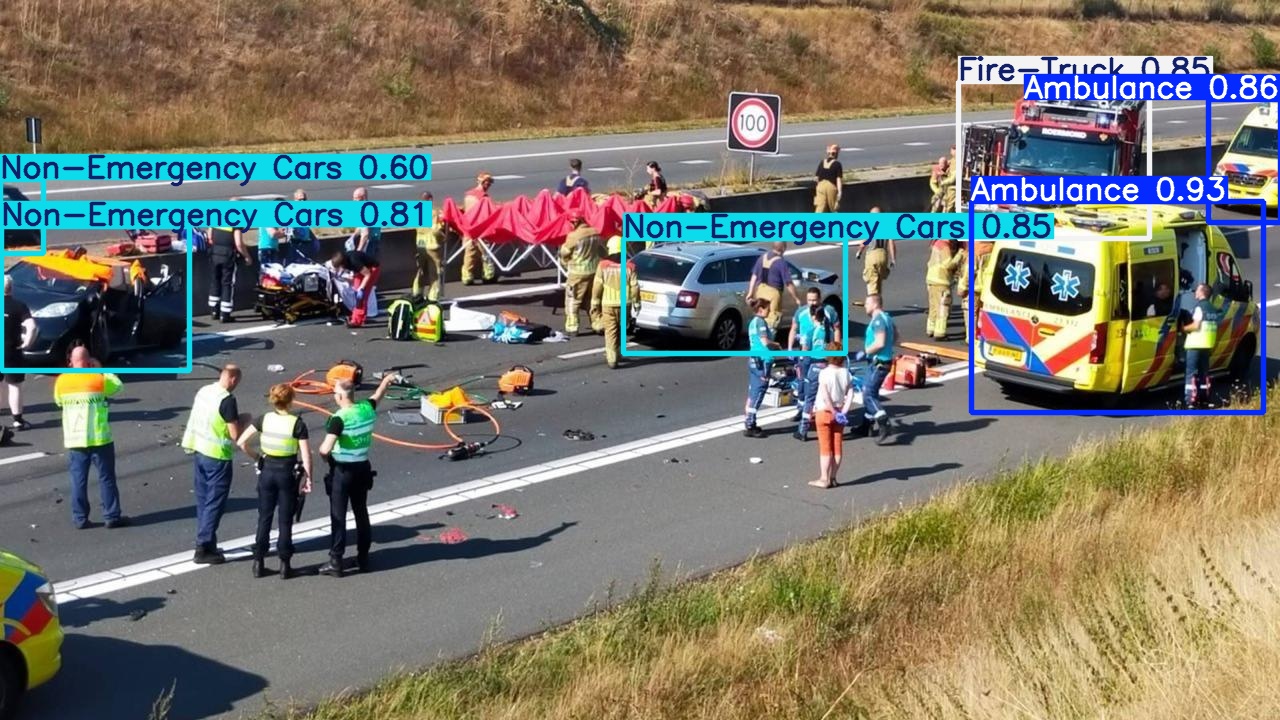 Fire-Truck 0.85
Ambulance 0.86
100
ROERMOND
Non-Emergency Cars 0.60
Ambulance 0.93
Non-Emergency Cars 0.81
Non-Emergency Cars 0.85